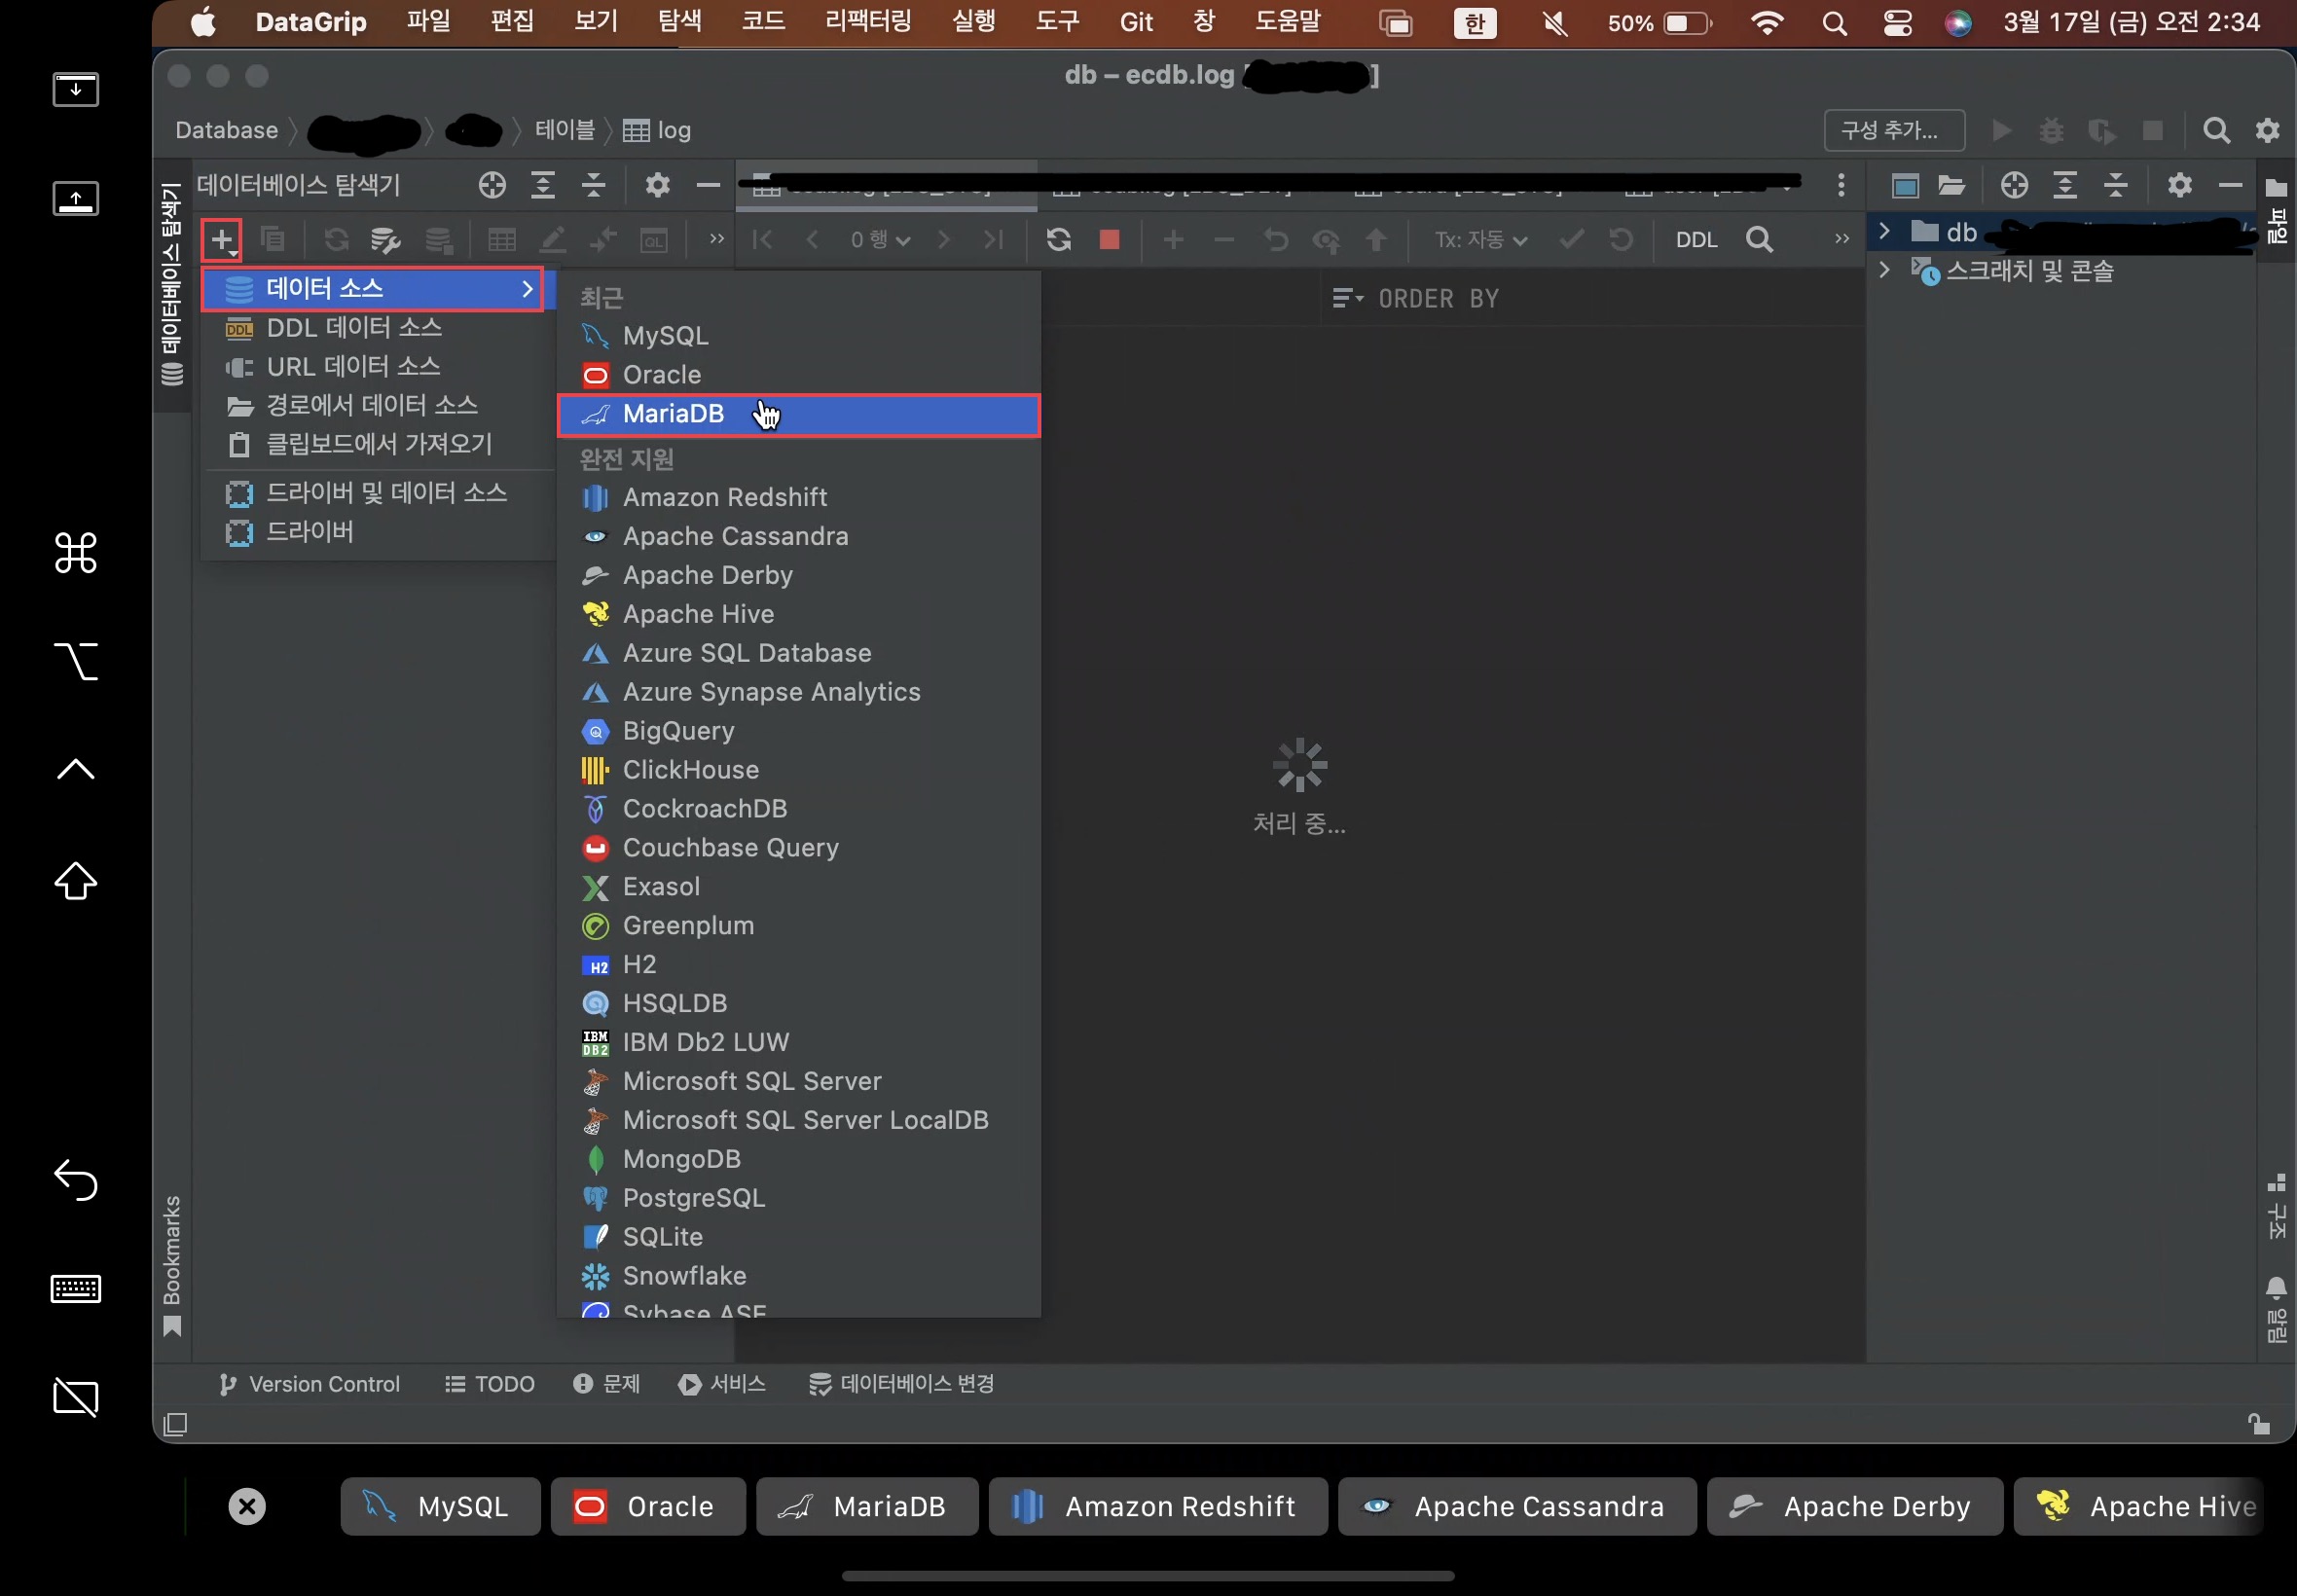 DataGrip 파일 편집 보기 탐색 코드 리팩터링 실행 도구 Git 창 도움말 한 50% 3월 17일 (금) 오전 2:34
db – ecdb.log ]
Database 테이블 log 구성 추가...
데이터베이스 탐색기
0 행 Tx: 자동 DDL
데이터베이스 탐색기
Bookmarks
데이터 소스
DDL 데이터 소스
URL 데이터 소스
경로에서 데이터 소스
클립보드에서 가져오기
드라이버 및 데이터 소스
드라이버
최근
MySQL
Oracle
MariaDB
완전 지원
Amazon Redshift
Apache Cassandra
Apache Derby
Apache Hive
Azure SQL Database
Azure Synapse Analytics
BigQuery
ClickHouse
CockroachDB
Couchbase Query
Exasol
Greenplum
H2 H2
HSQLDB
IBM DB2 IBM Db2 LUW
Microsoft SQL Server
Microsoft SQL Server LocalDB
MongoDB
PostgreSQL
SQLite
Snowflake
Sybase ASE
ORDER BY
처리 중...
db
스크래치 및 콘솔
파일
구조
알림
Version Control TODO 문제 서비스 데이터베이스 변경
MySQL Oracle MariaDB Amazon Redshift Apache Cassandra Apache Derby Apache Hive